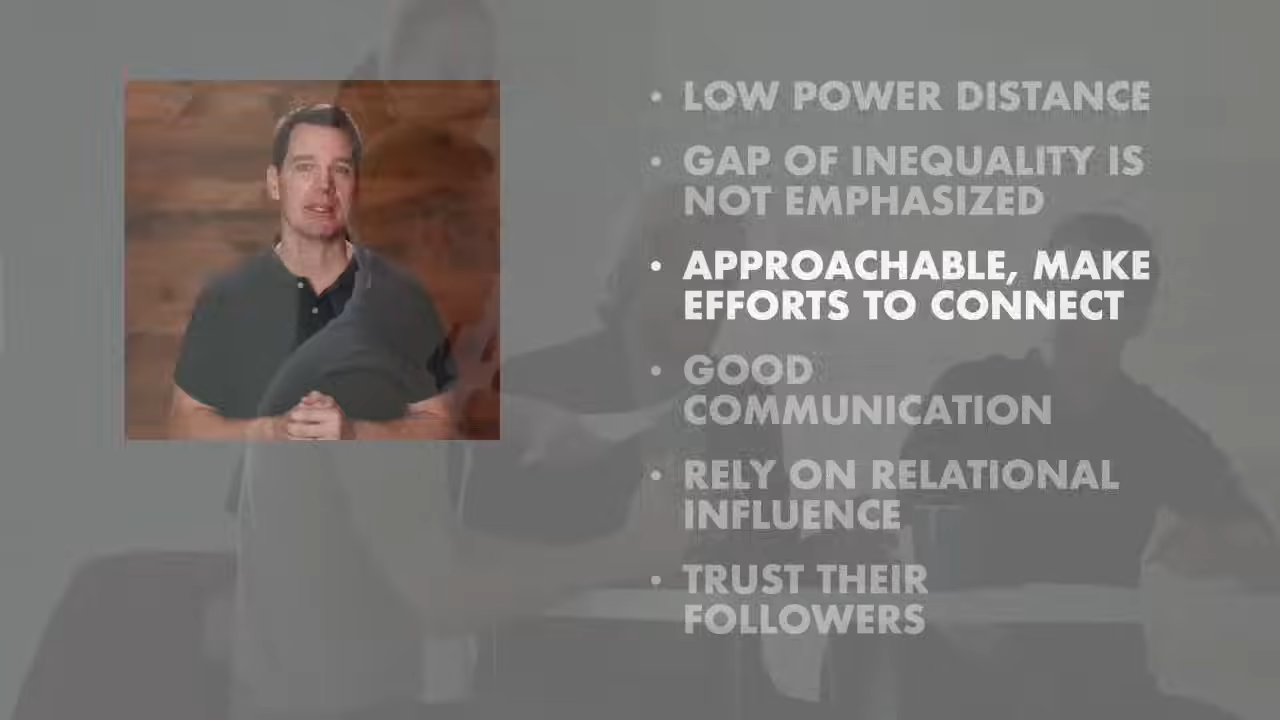 • LOW POWER DISTANCE
• GAP OF INEQUALITY IS
NOT EMPHASIZED
• APPROACHABLE, MAKE
EFFORTS TO CONNECT
• GOOD
COMMUNICATION
• RELY ON RELATIONAL
INFLUENCE
• TRUST THEIR
FOLLOWERS